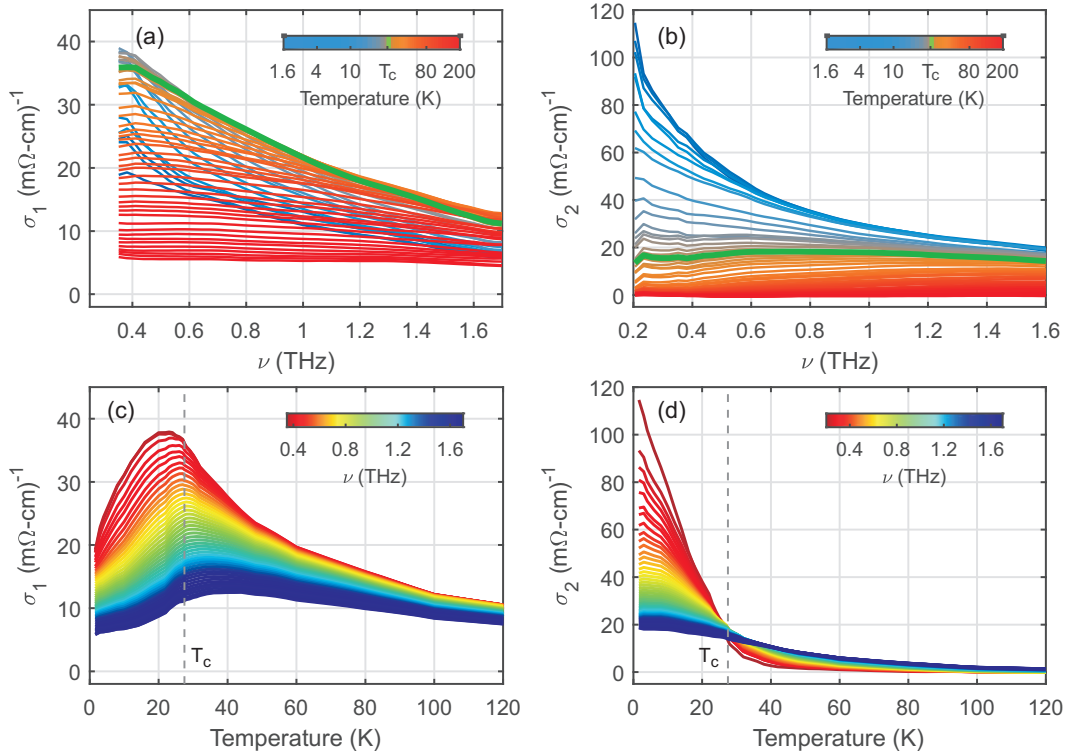 (a)
σ₁ (mΩ-cm)⁻¹
40
30
20
10
0
0.4 0.6 0.8 1 1.2 1.4 1.6
ν (THz)
1.6 4 10 Tc 80 200
Temperature (K)
(b)
σ₂ (mΩ-cm)⁻¹
120
100
80
60
40
20
0
0.2 0.4 0.6 0.8 1 1.2 1.4 1.6
ν (THz)
1.6 4 10 Tc 80 200
Temperature (K)
(c)
σ₁ (mΩ-cm)⁻¹
40
30
20
10
0
0 20 40 60 80 100 120
Temperature (K)
0.4 0.8 1.2 1.6
ν (THz)
Tc
(d)
σ₂ (mΩ-cm)⁻¹
120
100
80
60
40
20
0
0 20 40 60 80 100 120
Temperature (K)
0.4 0.8 1.2 1.6
ν (THz)
Tc